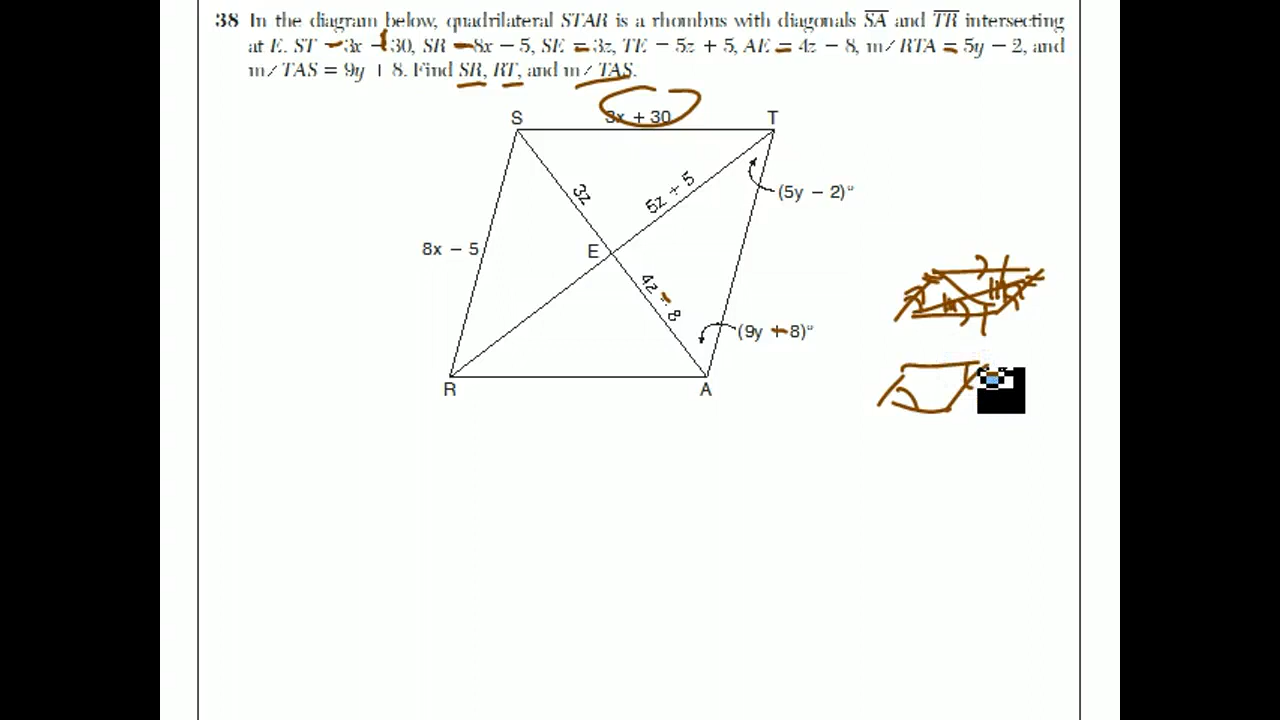 38 In the diagram below, quadrilateral STAR is a rhombus with diagonals SA and TR intersecting
at E. ST = 3x + 30, SR = 8x − 5, SE = 3z, TE = 5z + 5, AE = 4z − 8, m∠RTA = 5y − 2, and
m∠TAS = 9y + 8. Find SR, RT, and m∠TAS.
S
3x + 30
T
3z
5z + 5
(5y − 2)°
8x − 5
E
4z − 8
(9y + 8)°
R
A